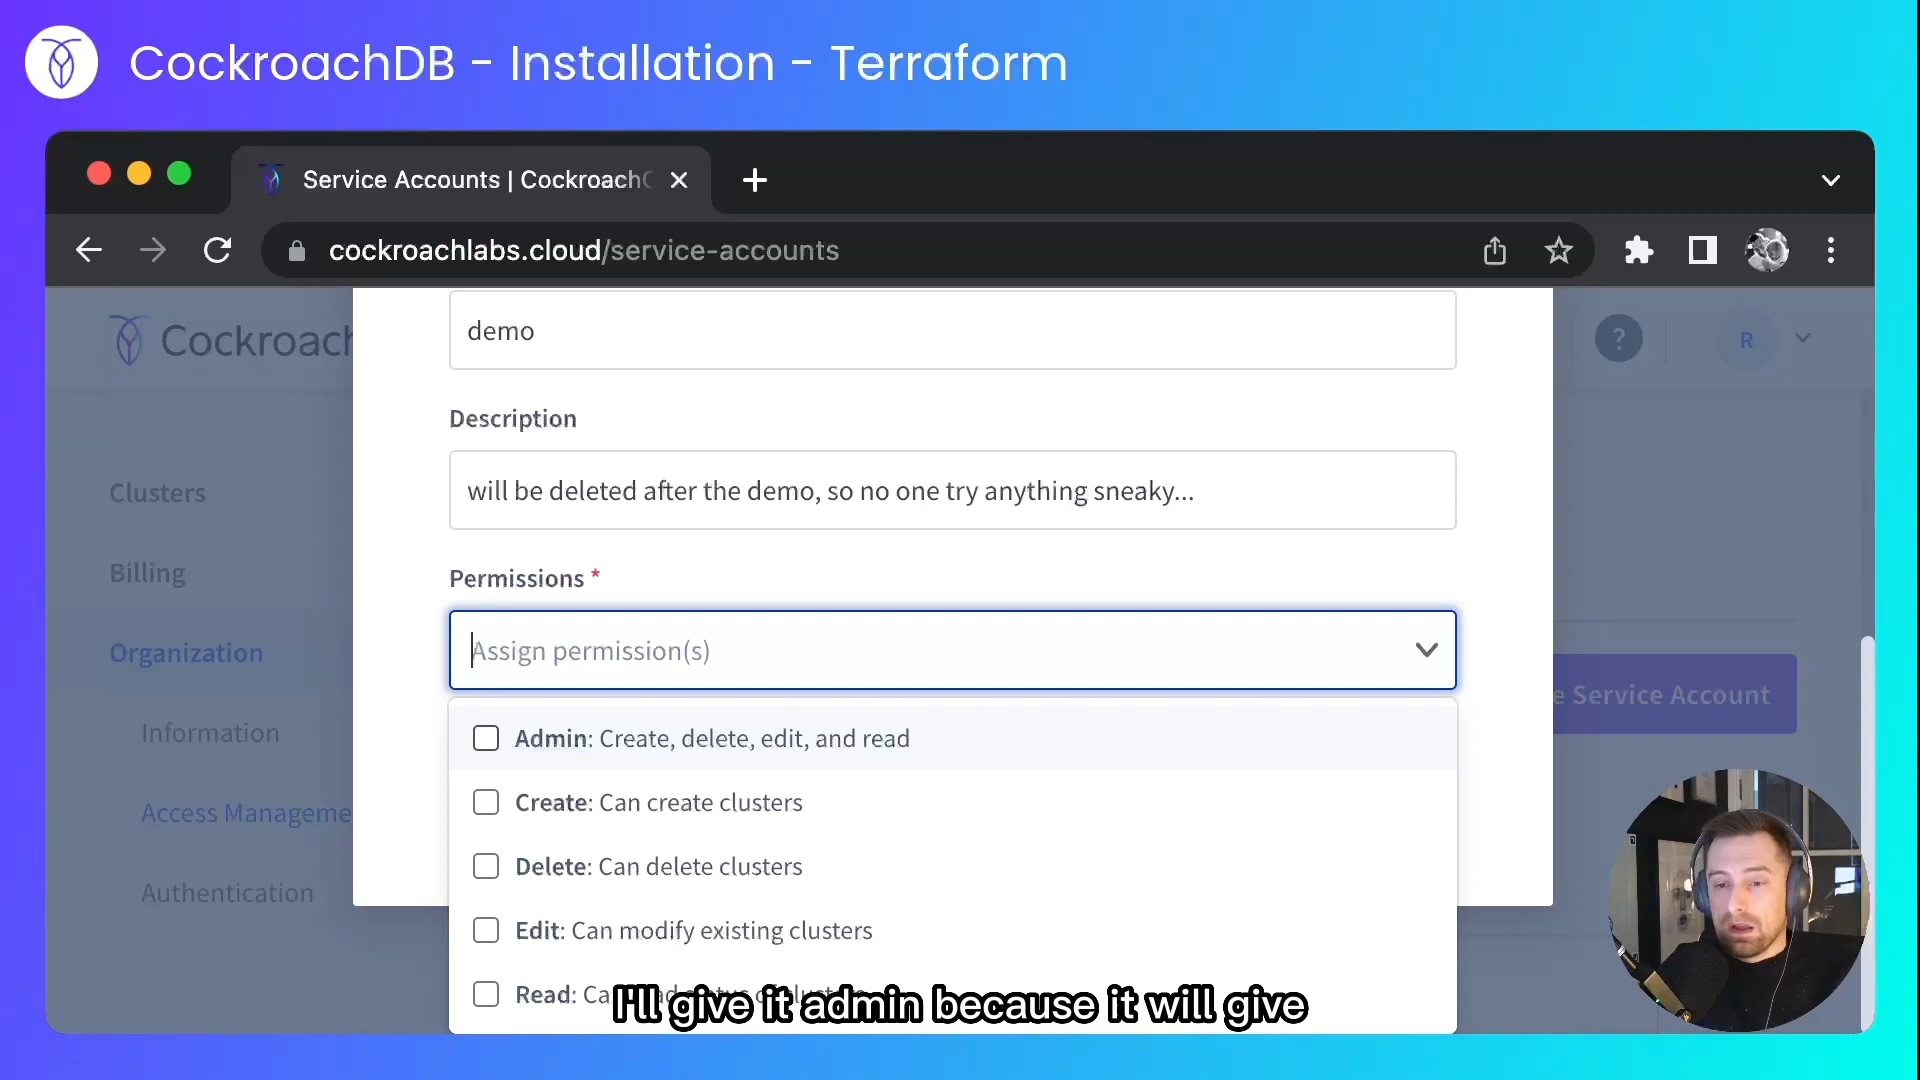 CockroachDB - Installation - Terraform
Service Accounts | Cockroach
cockroachlabs.cloud/service-accounts
Cockroach
?
R
demo
Description
will be deleted after the demo, so no one try anything sneaky...
Clusters
Billing
Permissions *
Assign permission(s)
Organization
Service Account
Information
Admin: Create, delete, edit, and read
Create: Can create clusters
Access Manageme
Delete: Can delete clusters
Authentication
Edit: Can modify existing clusters
Read:
I'll give it admin because it will give